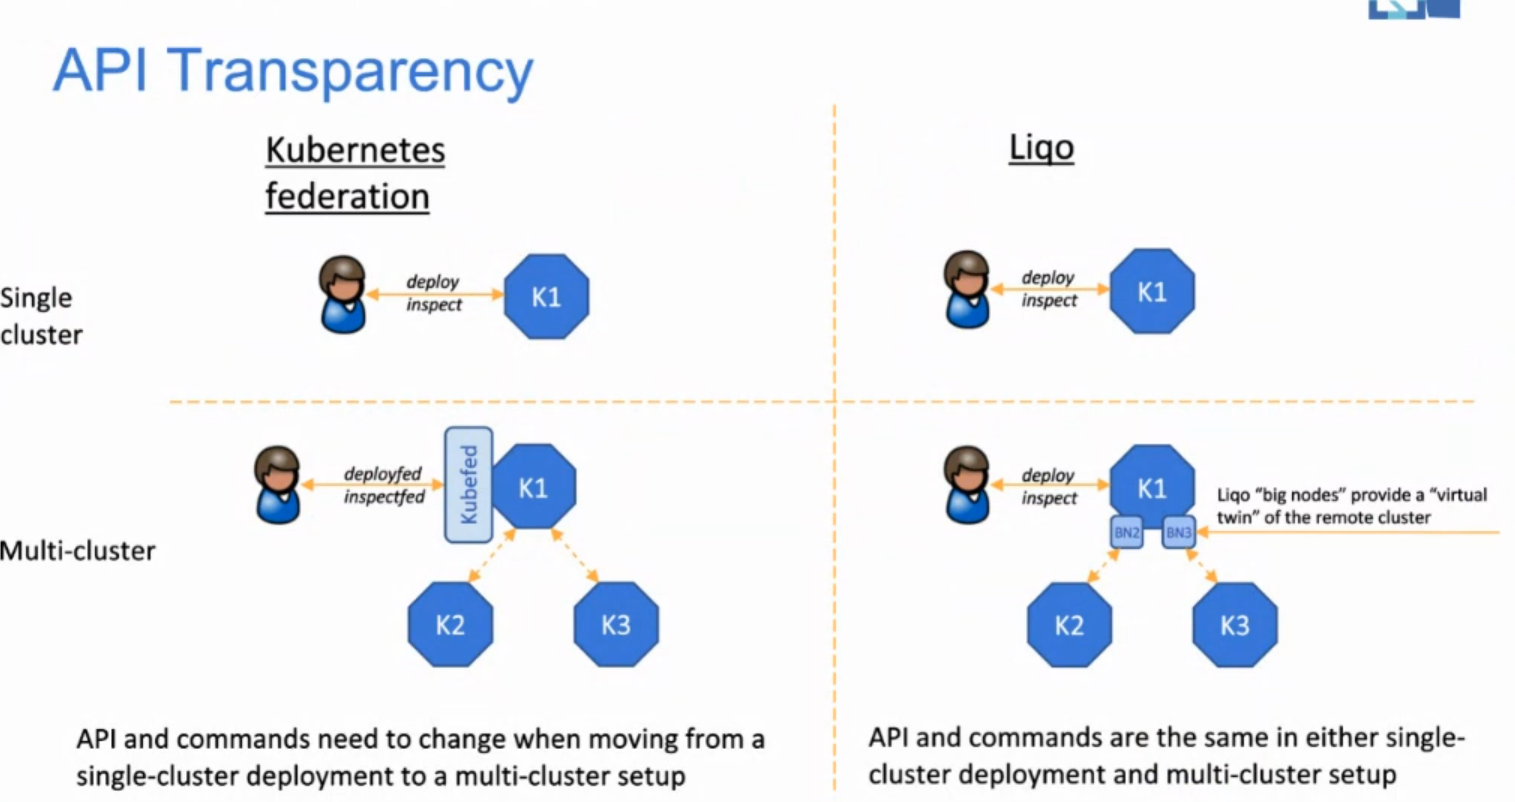 API Transparency
Kubernetes
federation
Liqo
Single
cluster
deploy
inspect
K1
deploy
inspect
K1
Multi-cluster
deployfed
inspectfed
Kubefed
K1
K2
K3
deploy
inspect
K1
BN2
BN3
Liqo “big nodes” provide a “virtual
twin” of the remote cluster
K2
K3
API and commands need to change when moving from a
single-cluster deployment to a multi-cluster setup
API and commands are the same in either single-
cluster deployment and multi-cluster setup